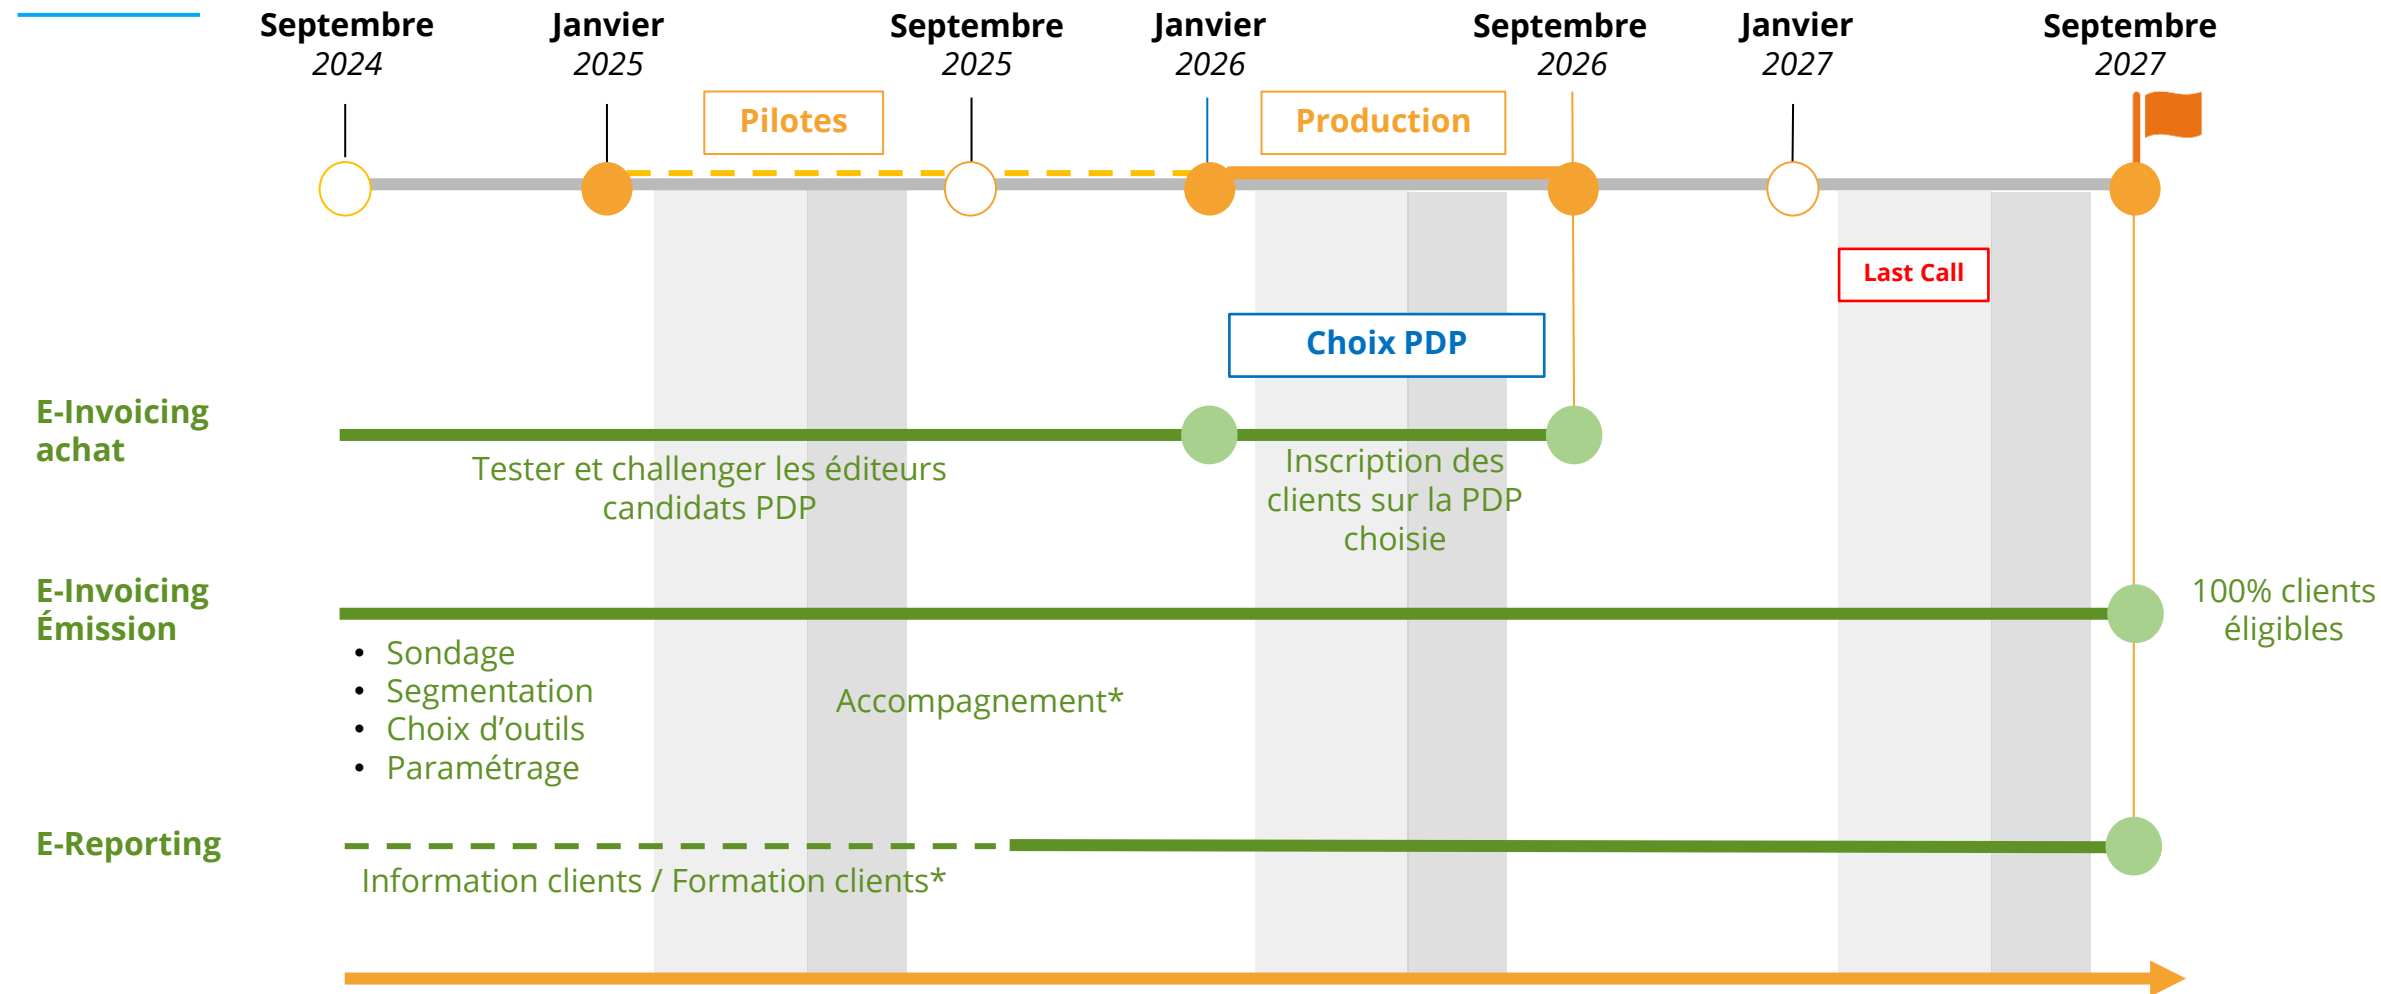 Septembre
2024
Janvier
2025
Septembre
2025
Janvier
2026
Septembre
2026
Janvier
2027
Septembre
2027
Pilotes
Production
Last Call
Choix PDP
E-Invoicing
achat
Tester et challenger les éditeurs
candidats PDP
Inscription des
clients sur la PDP
choisie
E-Invoicing
Émission
100% clients
éligibles
• Sondage
• Segmentation
• Choix d’outils
• Paramétrage
Accompagnement*
E-Reporting
Information clients / Formation clients*